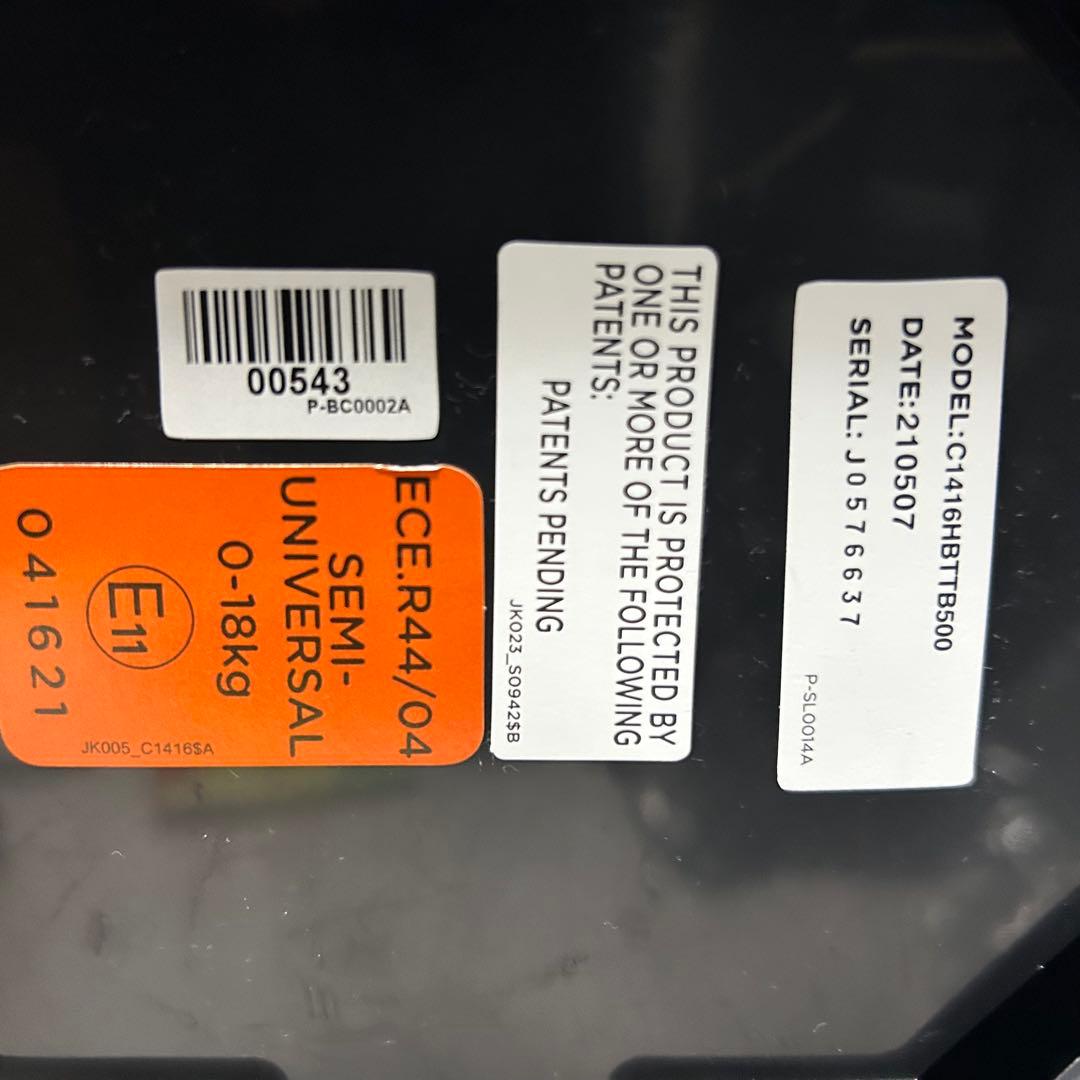 00543
P-BC0002A
THIS PRODUCT IS PROTECTED BY
ONE OR MORE OF THE FOLLOWING
PATENTS:
PATENTS PENDING
JK023_S0942$B
MODEL:C1416HBTTB500
DATE:210507
SERIAL: J0576637
P-SL0014A
ECE.R44/04
SEMI-
UNIVERSAL
0-18kg
E11
041621
JK005_C1416$A